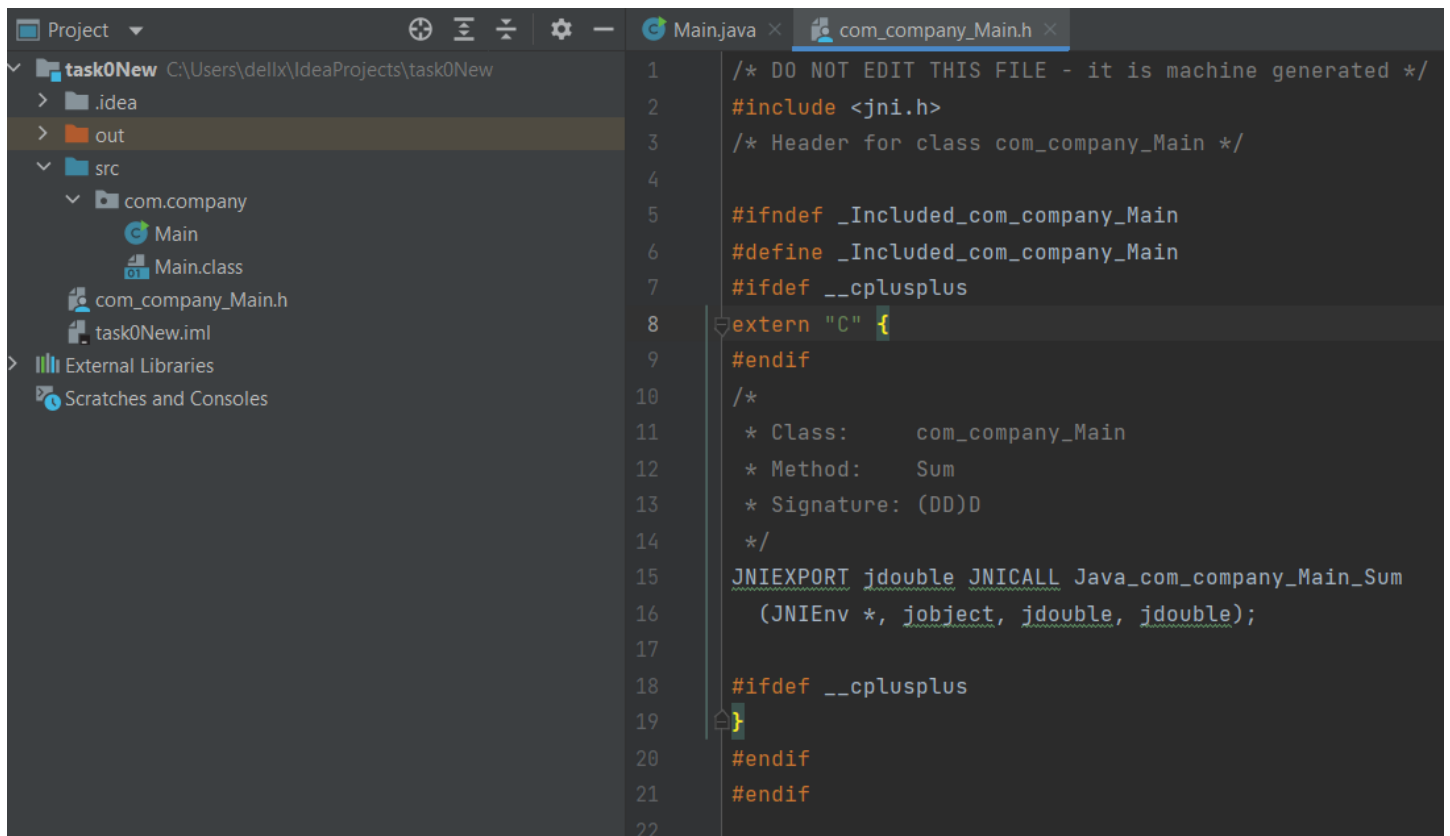 Project
task0New C:\Users\dellx\IdeaProjects\task0New
.idea
out
src
com.company
Main
01 Main.class
com_company_Main.h
task0New.iml
External Libraries
Scratches and Consoles
Main.java com_company_Main.h
1 /* DO NOT EDIT THIS FILE - it is machine generated */
2 #include <jni.h>
3 /* Header for class com_company_Main */
4
5 #ifndef _Included_com_company_Main
6 #define _Included_com_company_Main
7 #ifdef __cplusplus
8 extern "C" {
9 #endif
10 /*
11  * Class:     com_company_Main
12  * Method:    Sum
13  * Signature: (DD)D
14  */
15 JNIEXPORT jdouble JNICALL Java_com_company_Main_Sum
16   (JNIEnv *, jobject, jdouble, jdouble);
17
18 #ifdef __cplusplus
19 }
20 #endif
21 #endif
22